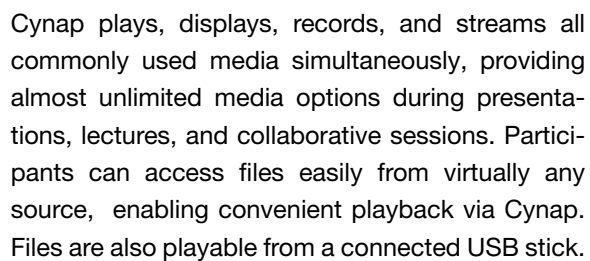 Cynap plays, displays, records, and streams all
commonly used media simultaneously, providing
almost unlimited media options during presenta-
tions, lectures, and collaborative sessions. Partici-
pants can access files easily from virtually any
source, enabling convenient playback via Cynap.
Files are also playable from a connected USB stick.